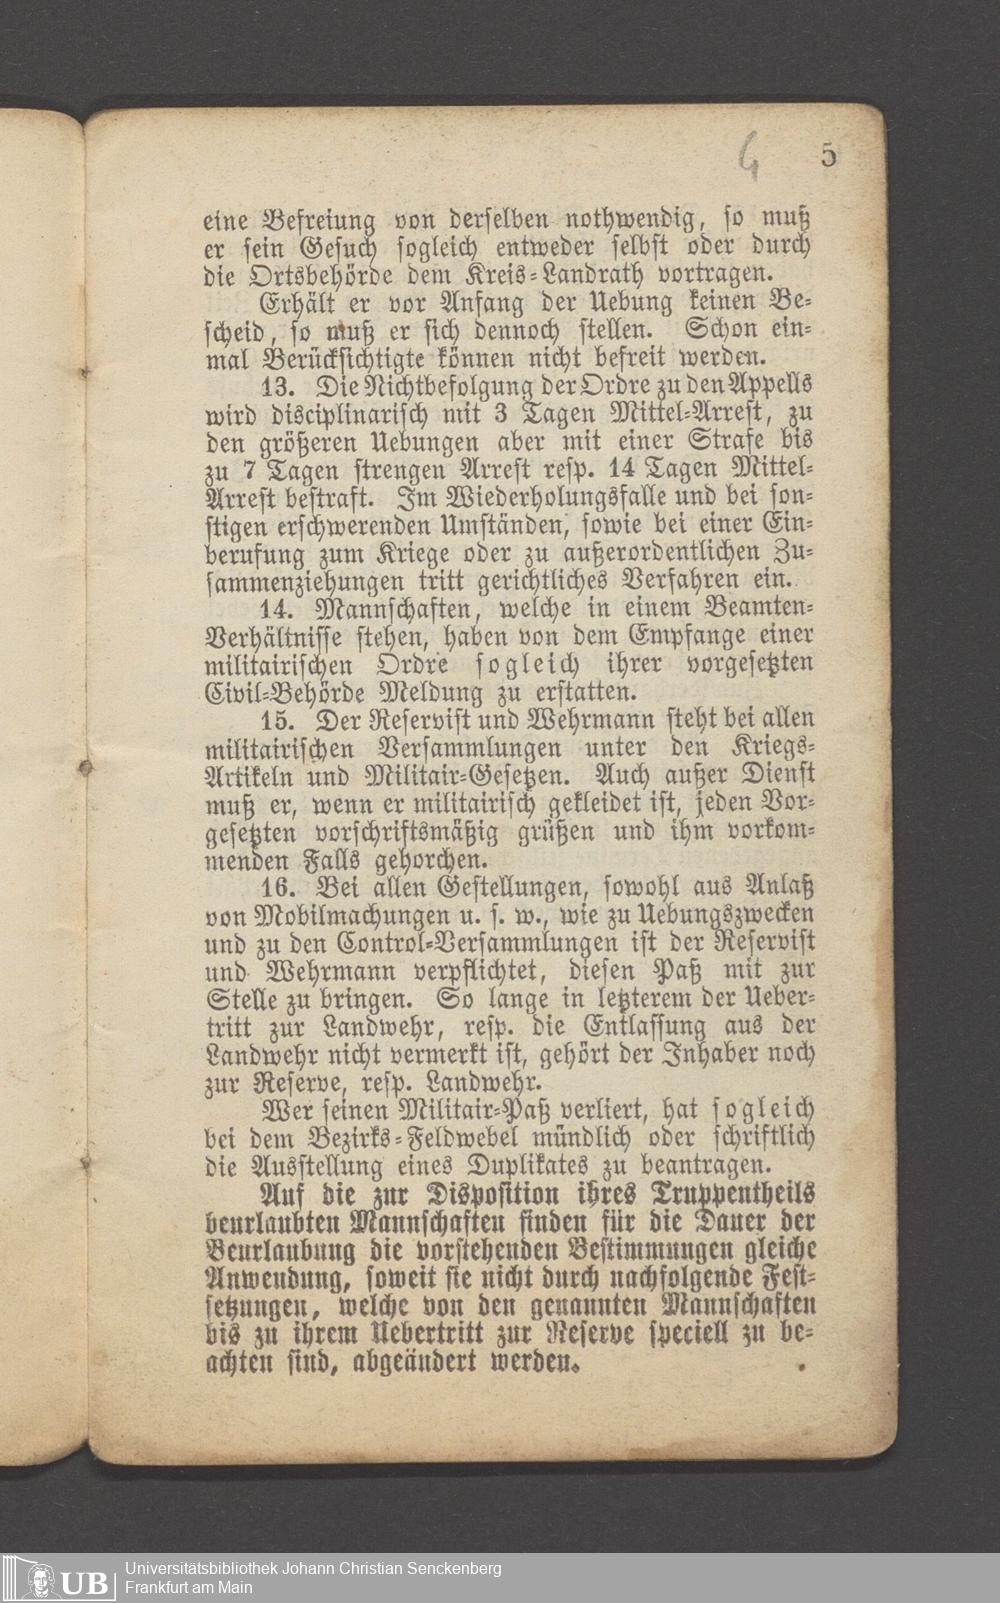 4 5
eine Befreiung von derselben nothwendig, so muß
er sein Gesuch sogleich entweder selbst oder durch
die Ortsbehörde dem Kreis-Landrath vortragen.
Erhält er vor Anfang der Uebung keinen Be-
scheid, so muß er sich dennoch stellen. Schon ein-
mal Berücksichtigte können nicht befreit werden.
13. Die Nichtbefolgung der Ordre zu den Appells
wird disciplinarisch mit 3 Tagen Mittel-Arrest, zu
den größeren Uebungen aber mit einer Strafe bis
zu 7 Tagen strengen Arrest resp. 14 Tagen Mittel-
Arrest bestraft. Im Wiederholungsfalle und bei son-
stigen erschwerenden Umständen, sowie bei einer Ein-
berufung zum Kriege oder zu außerordentlichen Zu-
sammenziehungen tritt gerichtliches Verfahren ein.
14. Mannschaften, welche in einem Beamten-
Verhältnisse stehen, haben von dem Empfange einer
militairischen Ordre sogleich ihrer vorgesetzten
Civil-Behörde Meldung zu erstatten.
15. Der Reservist und Wehrmann steht bei allen
militairischen Versammlungen unter den Kriegs-
Artikeln und Militair-Gesetzen. Auch außer Dienst
muß er, wenn er militairisch gekleidet ist, jeden Vor-
gesetzten vorschriftsmäßig grüßen und ihm vorkom-
menden Falls gehorchen.
16. Bei allen Gestellungen, sowohl aus Anlaß
von Mobilmachungen u. s. w., wie zu Uebungszwecken
und zu den Control-Versammlungen ist der Reservist
und Wehrmann verpflichtet, diesen Paß mit zur
Stelle zu bringen. So lange in letzterem der Ueber-
tritt zur Landwehr, resp. die Entlassung aus der
Landwehr nicht vermerkt ist, gehört der Inhaber noch
zur Reserve, resp. Landwehr.
Wer seinen Militair-Paß verliert, hat sogleich
bei dem Bezirks-Feldwebel mündlich oder schriftlich
die Ausstellung eines Duplikates zu beantragen.
Auf die zur Disposition ihres Truppentheils
beurlaubten Mannschaften finden für die Dauer der
Beurlaubung die vorstehenden Bestimmungen gleiche
Anwendung, soweit sie nicht durch nachfolgende Fest-
setzungen, welche von den genannten Mannschaften
bis zu ihrem Uebertritt zur Reserve speciell zu be-
achten sind, abgeändert werden.
UB Universitätsbibliothek Johann Christian Senckenberg
Frankfurt am Main